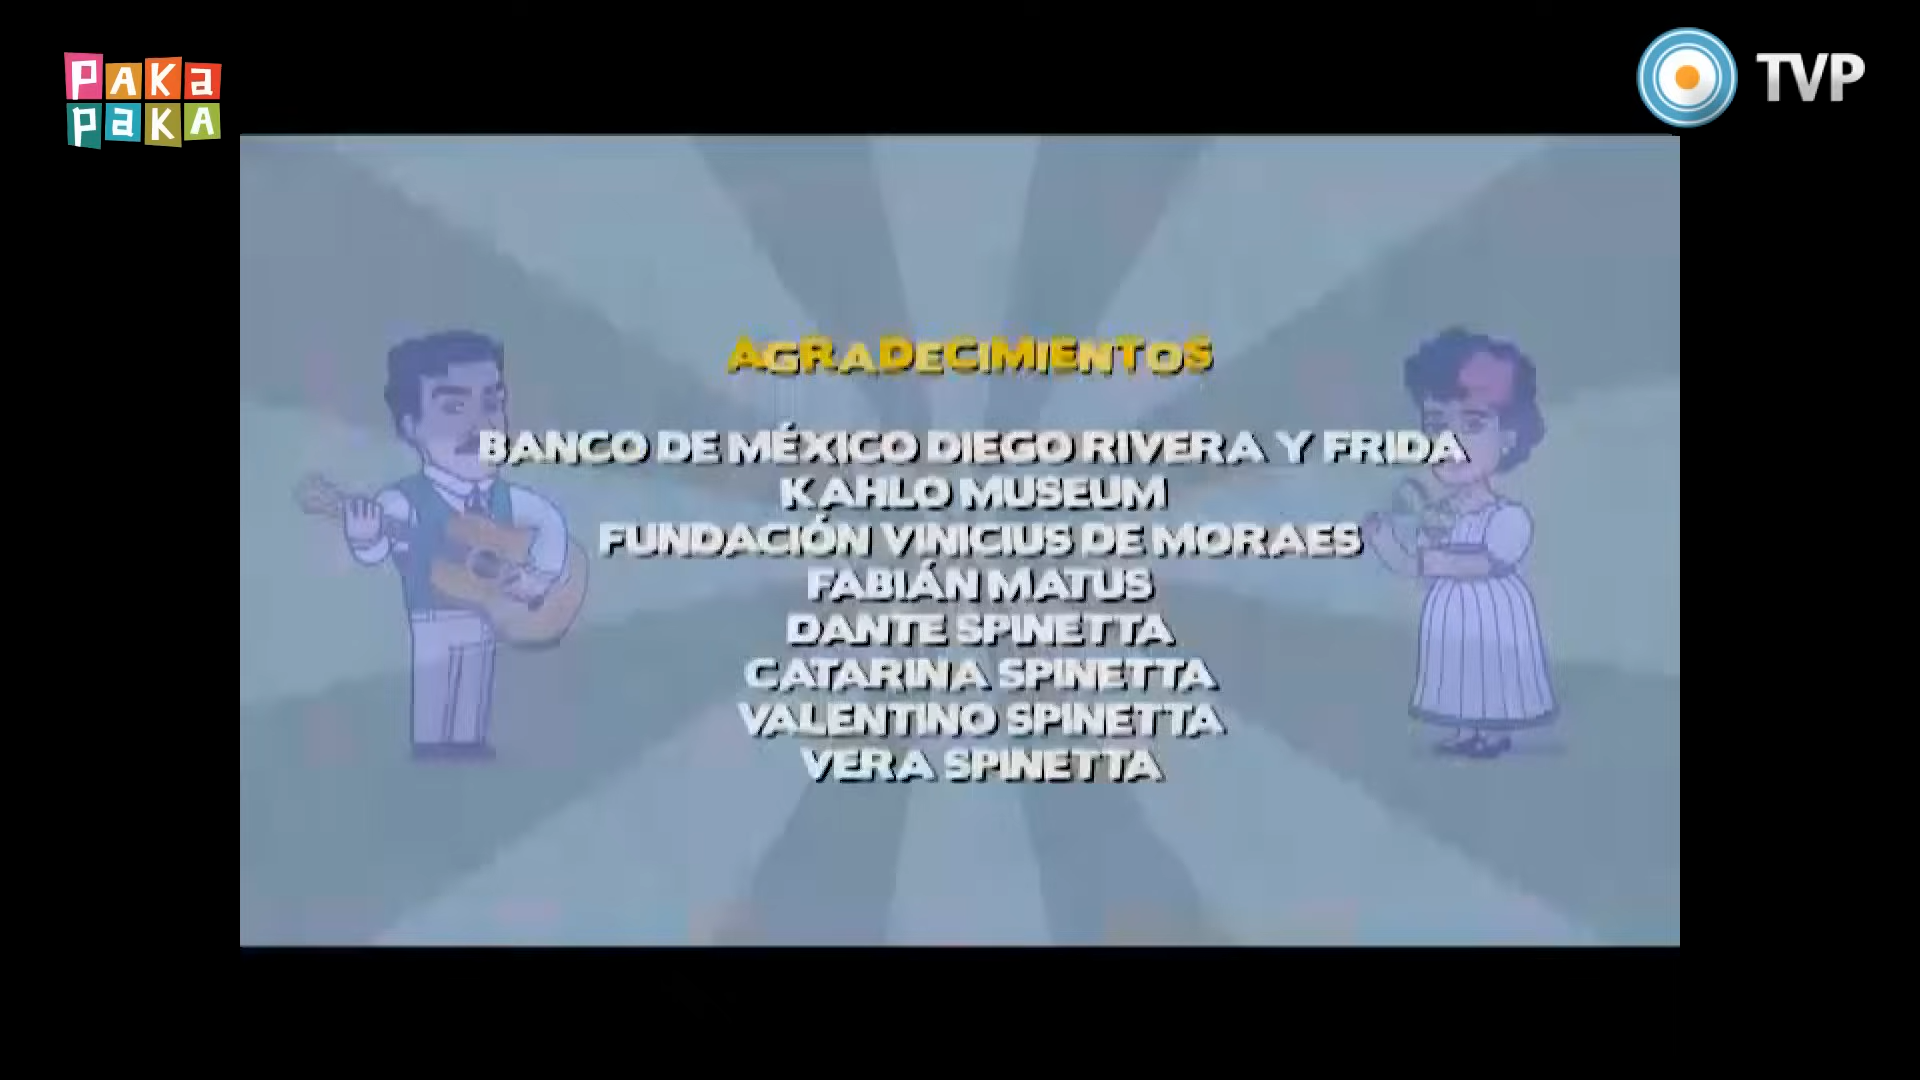 PAKA
PAKA
TVP
AGRADECIMIENTOS
BANCO DE MÉXICO DIEGO RIVERA Y FRIDA
KAHLO MUSEUM
FUNDACIÓN VINICIUS DE MORAES
FABIÁN MATUS
DANTE SPINETTA
CATARINA SPINETTA
VALENTINO SPINETTA
VERA SPINETTA